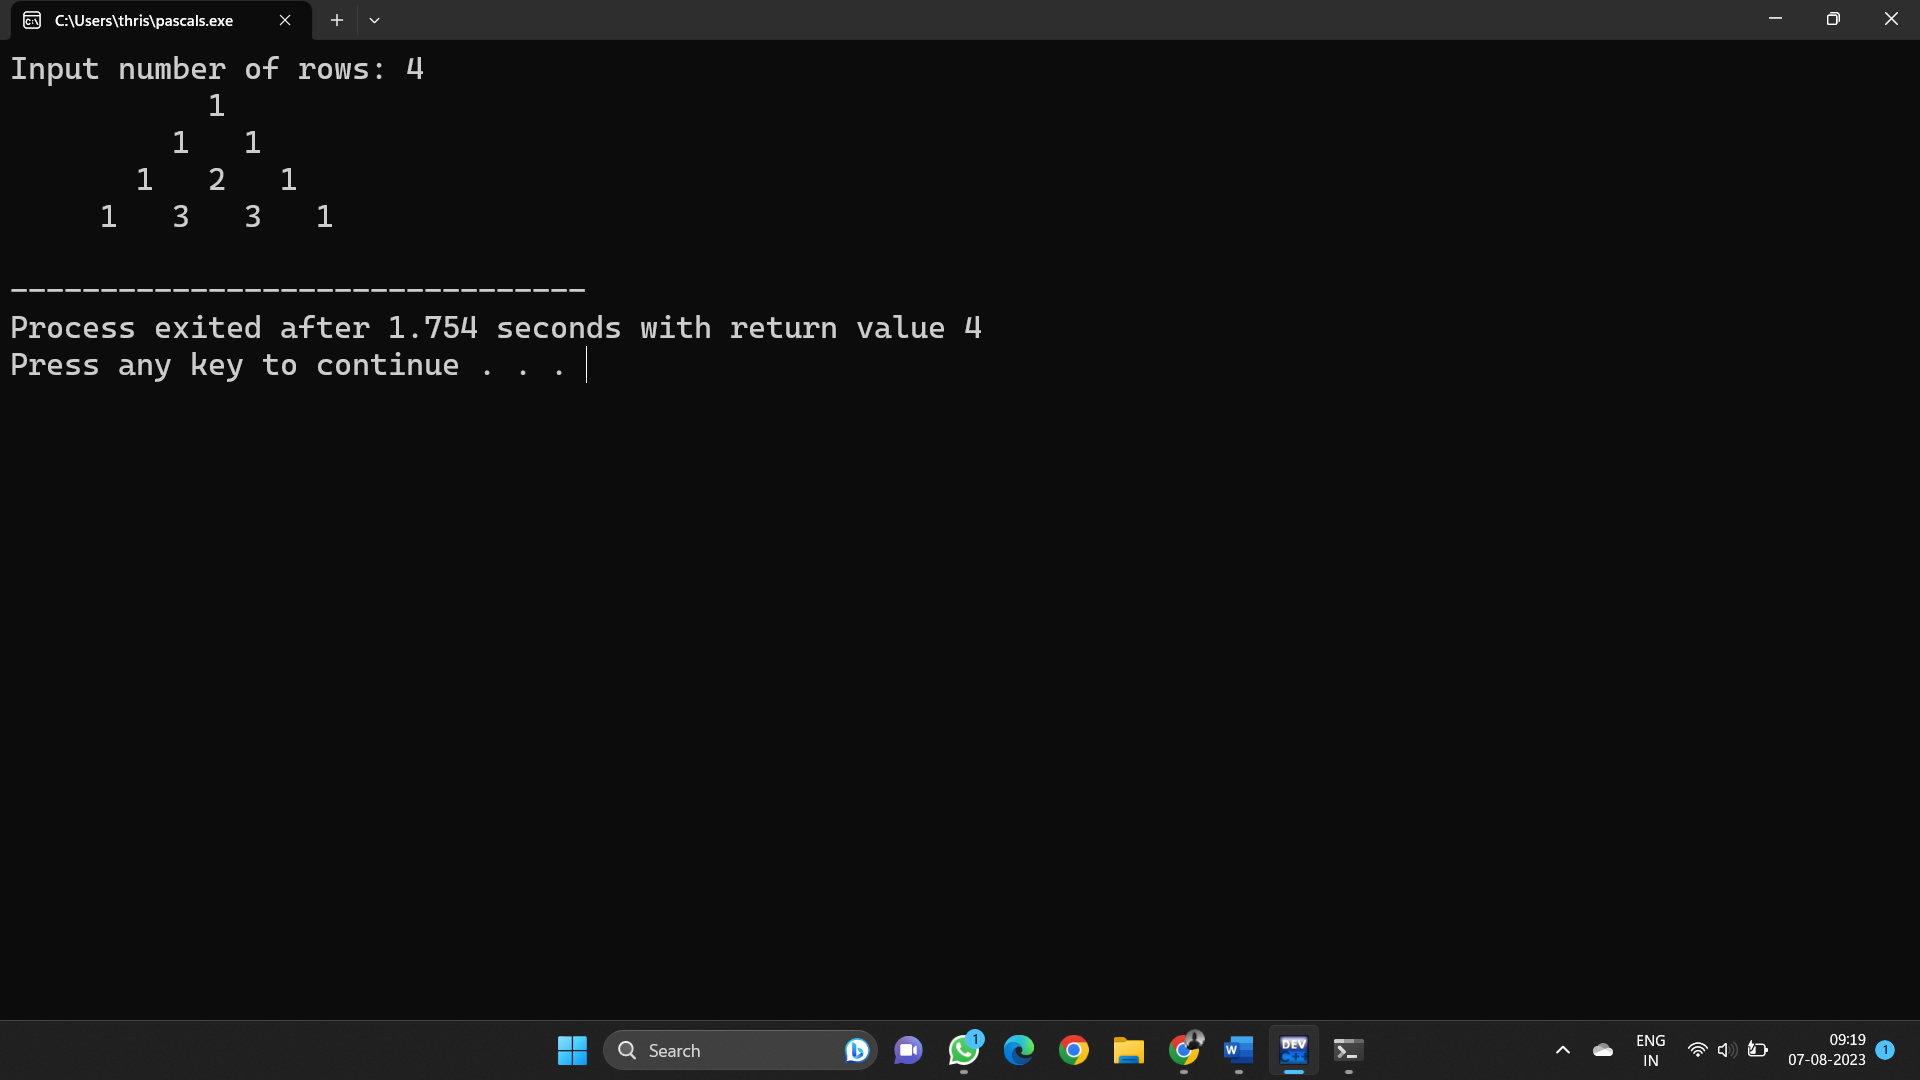 C:\Users\thris\pascals.exe
Input number of rows: 4
1
1 1
1 2 1
1 3 3 1
--------------------------------
Process exited after 1.754 seconds with return value 4
Press any key to continue . . .
Search
1
W
DEV
C++
ENG
IN
09:19
07-08-2023
1